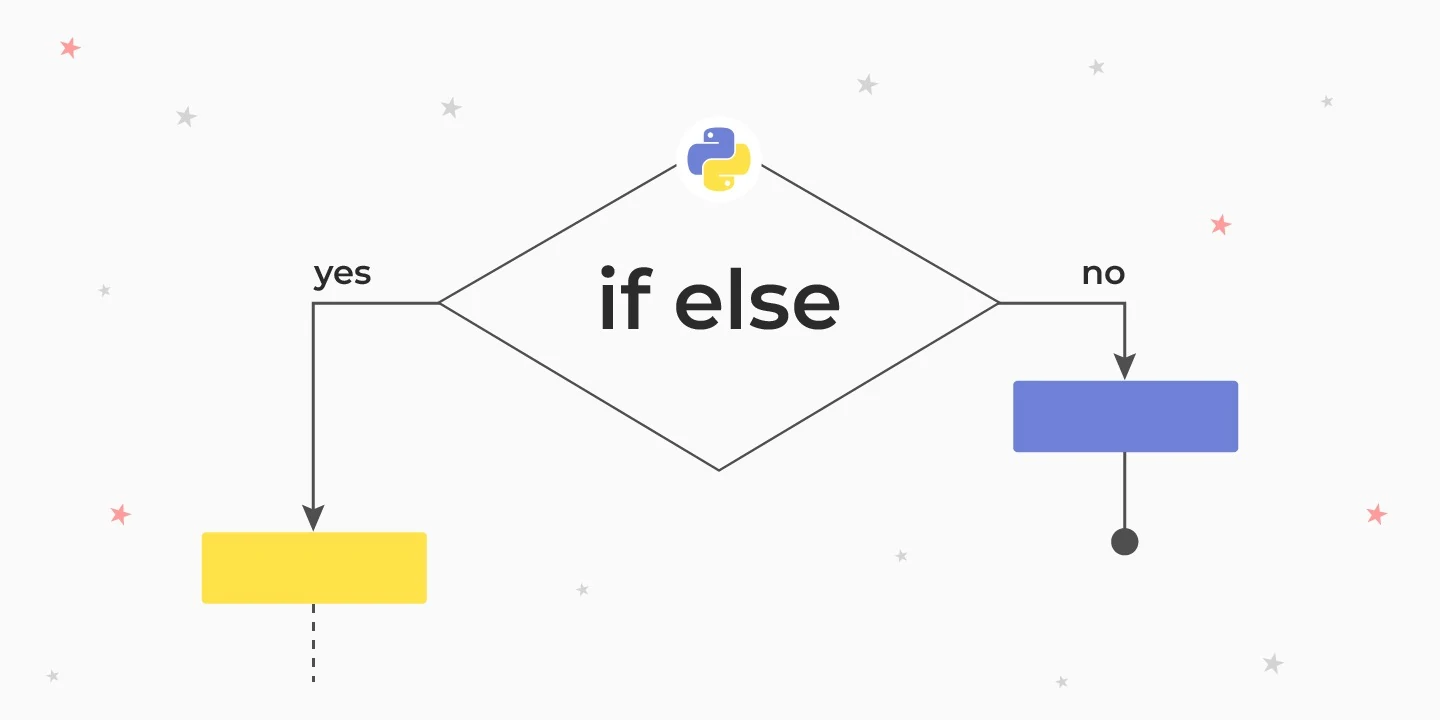 yes
if else
no